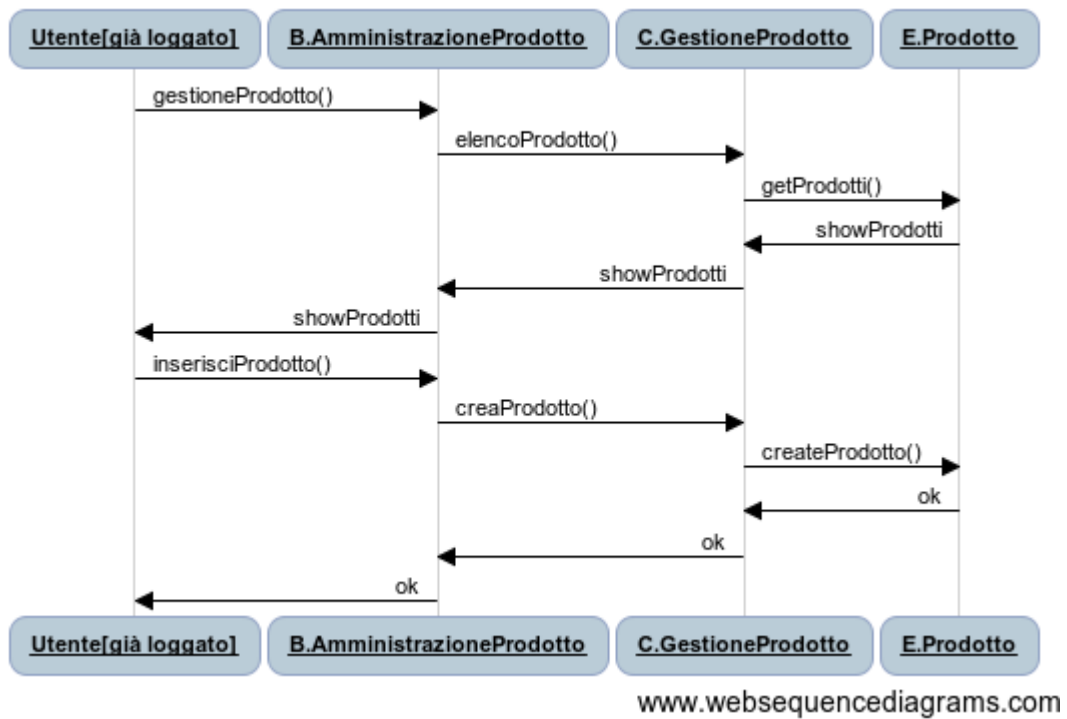 Utente[già loggato] B.AmministrazioneProdotto C.GestioneProdotto E.Prodotto
gestioneProdotto()
elencoProdotto()
getProdotti()
showProdotti
showProdotti
showProdotti
inserisciProdotto()
creaProdotto()
createProdotto()
ok
ok
ok
Utente[già loggato] B.AmministrazioneProdotto C.GestioneProdotto E.Prodotto
www.websequencediagrams.com